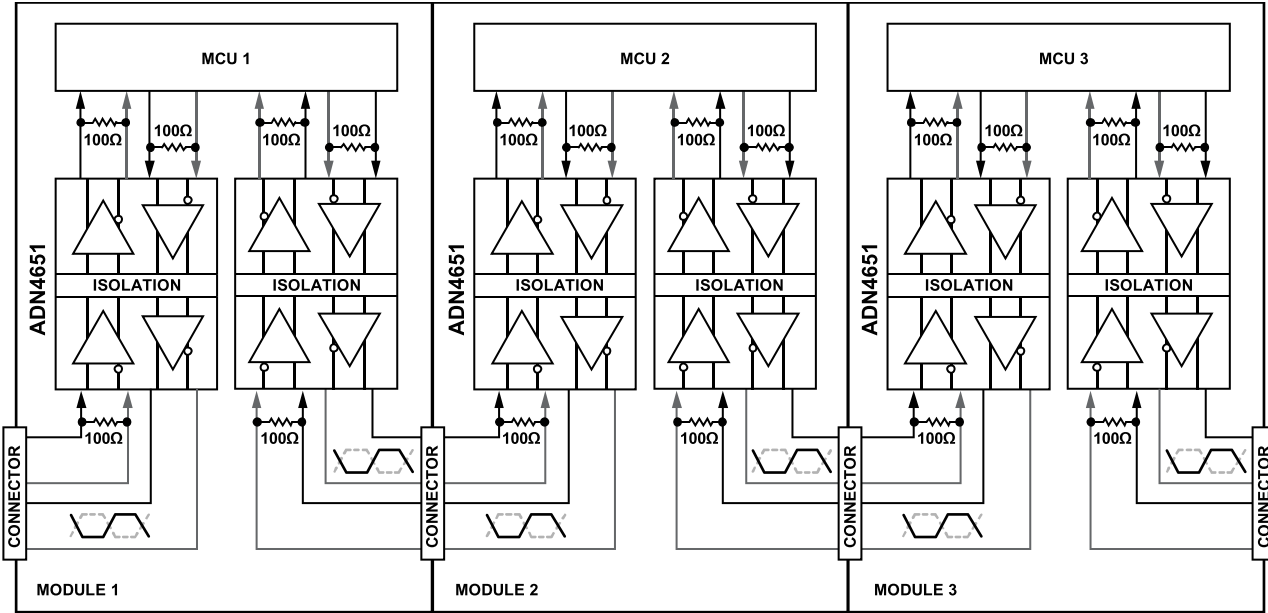 MCU 1
MCU 2
MCU 3
100Ω
100Ω
100Ω
100Ω
100Ω
100Ω
100Ω
100Ω
100Ω
100Ω
100Ω
100Ω
ADN4651
ISOLATION
ISOLATION
ADN4651
ISOLATION
ISOLATION
ADN4651
ISOLATION
ISOLATION
100Ω
100Ω
100Ω
100Ω
100Ω
100Ω
CONNECTOR
CONNECTOR
CONNECTOR
CONNECTOR
MODULE 1
MODULE 2
MODULE 3